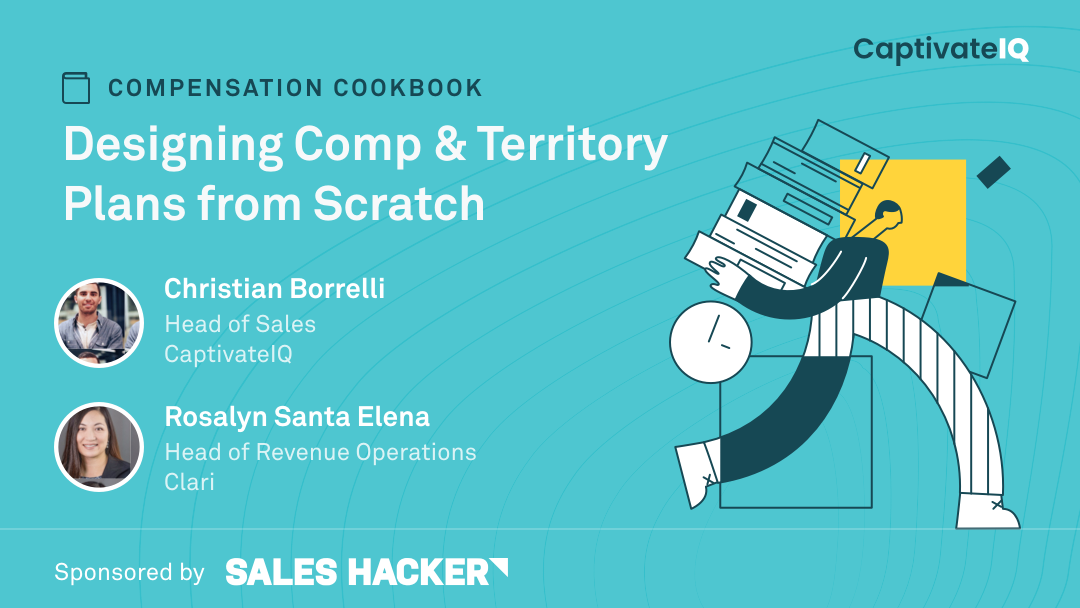 CaptivateIQ
COMPENSATION COOKBOOK
Designing Comp & Territory
Plans from Scratch
Christian Borrelli
Head of Sales
CaptivateIQ
Rosalyn Santa Elena
Head of Revenue Operations
Clari
Sponsored by SALES HACKER